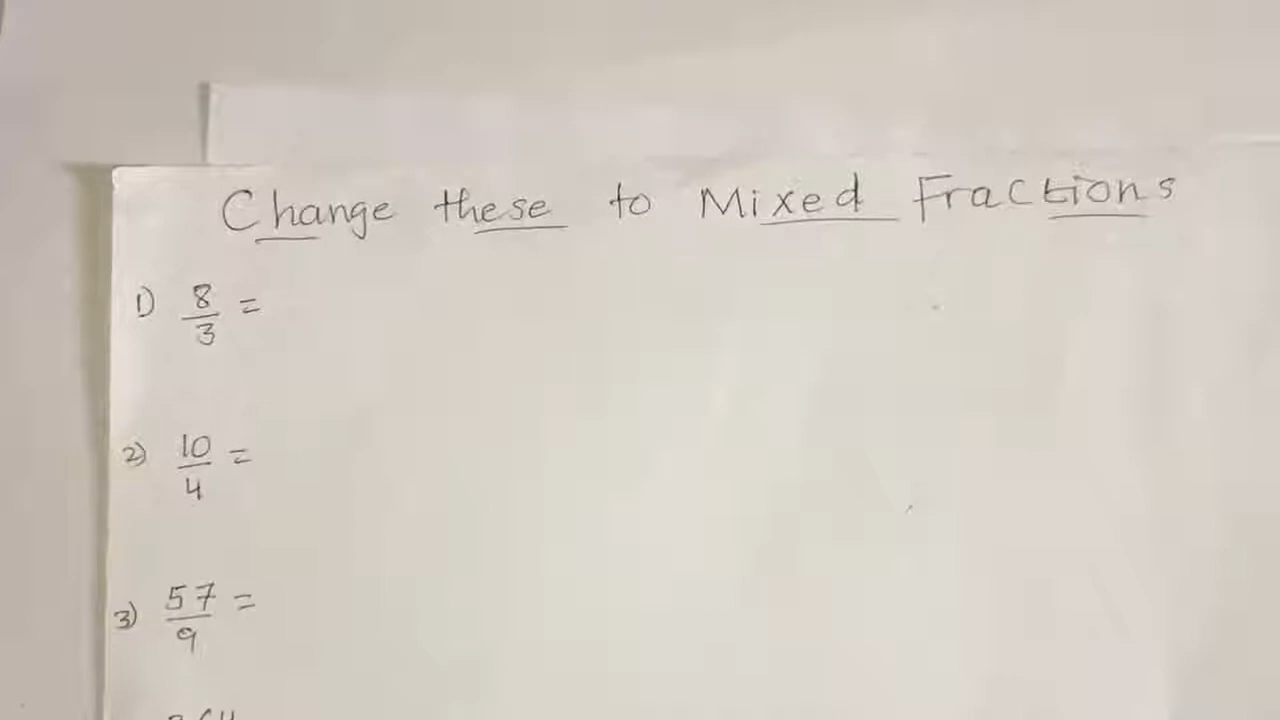 Change these to Mixed Fractions
1) 8/3 =
2) 10/4 =
3) 57/9 =